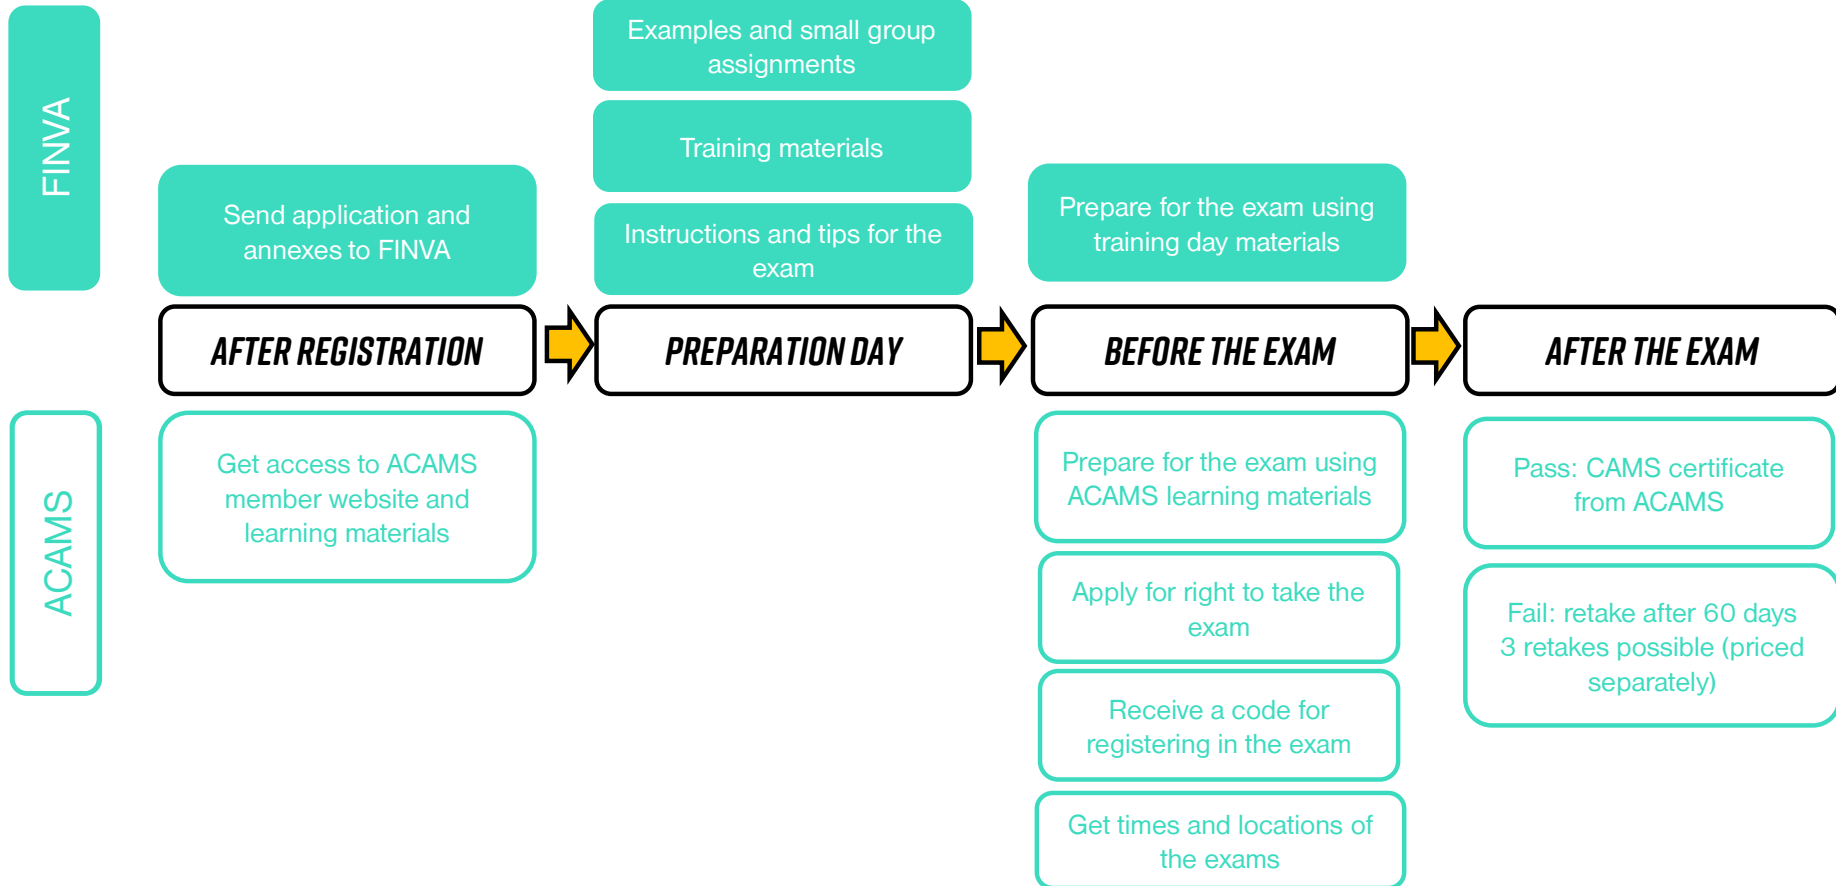 FINVA
Examples and small group
assignments
Training materials
Send application and
annexes to FINVA
Instructions and tips for the
exam
Prepare for the exam using
training day materials
AFTER REGISTRATION
PREPARATION DAY
BEFORE THE EXAM
AFTER THE EXAM
ACAMS
Get access to ACAMS
member website and
learning materials
Prepare for the exam using
ACAMS learning materials
Apply for right to take the
exam
Receive a code for
registering in the exam
Get times and locations of
the exams
Pass: CAMS certificate
from ACAMS
Fail: retake after 60 days
3 retakes possible (priced
separately)